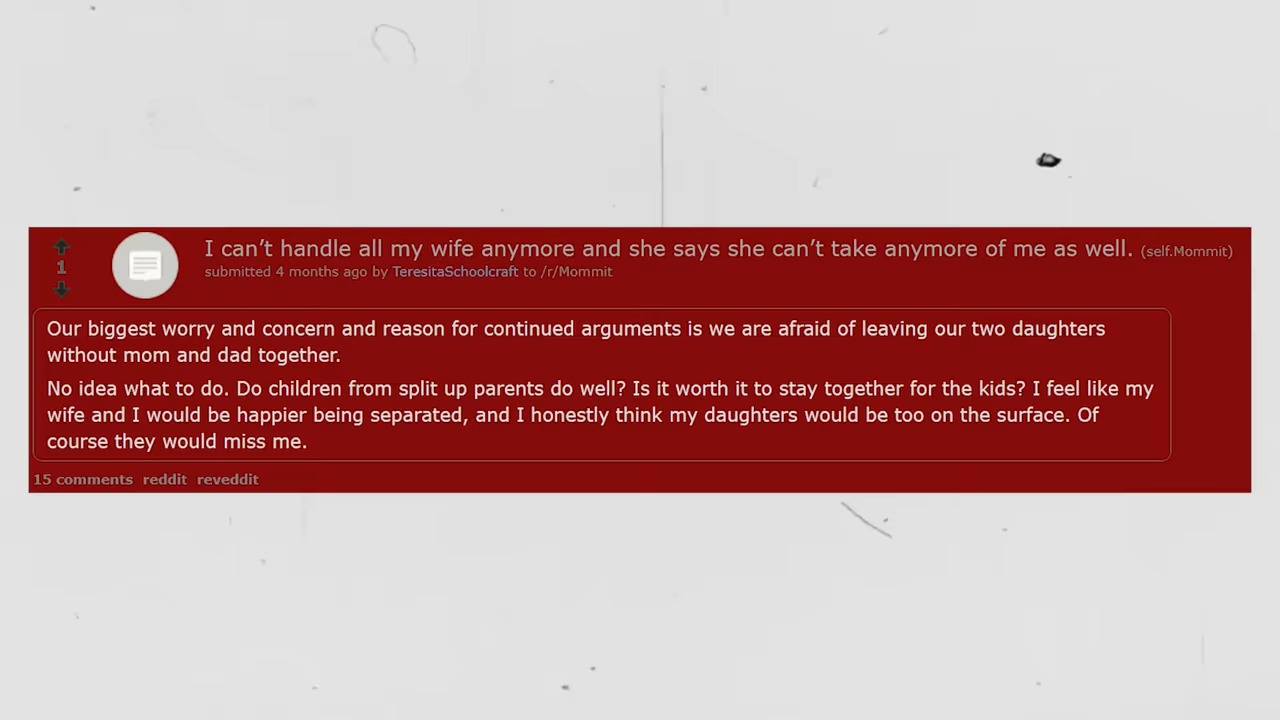 I can’t handle all my wife anymore and she says she can’t take anymore of me as well. (self.Mommit)
1
submitted 4 months ago by TeresitaSchoolcraft to /r/Mommit
Our biggest worry and concern and reason for continued arguments is we are afraid of leaving our two daughters
without mom and dad together.
No idea what to do. Do children from split up parents do well? Is it worth it to stay together for the kids? I feel like my
wife and I would be happier being separated, and I honestly think my daughters would be too on the surface. Of
course they would miss me.
15 comments reddit reveddit